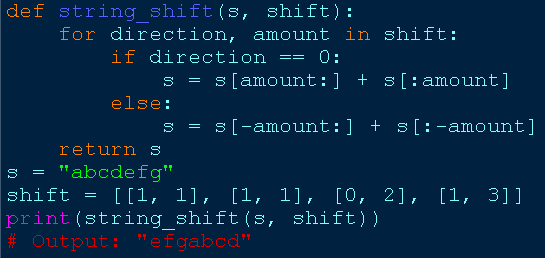 def string_shift(s, shift):
    for direction, amount in shift:
        if direction == 0:
            s = s[amount:] + s[:amount]
        else:
            s = s[-amount:] + s[:-amount]
    return s
s = "abcdefg"
shift = [[1, 1], [1, 1], [0, 2], [1, 3]]
print(string_shift(s, shift))
# Output: "efgabcd"